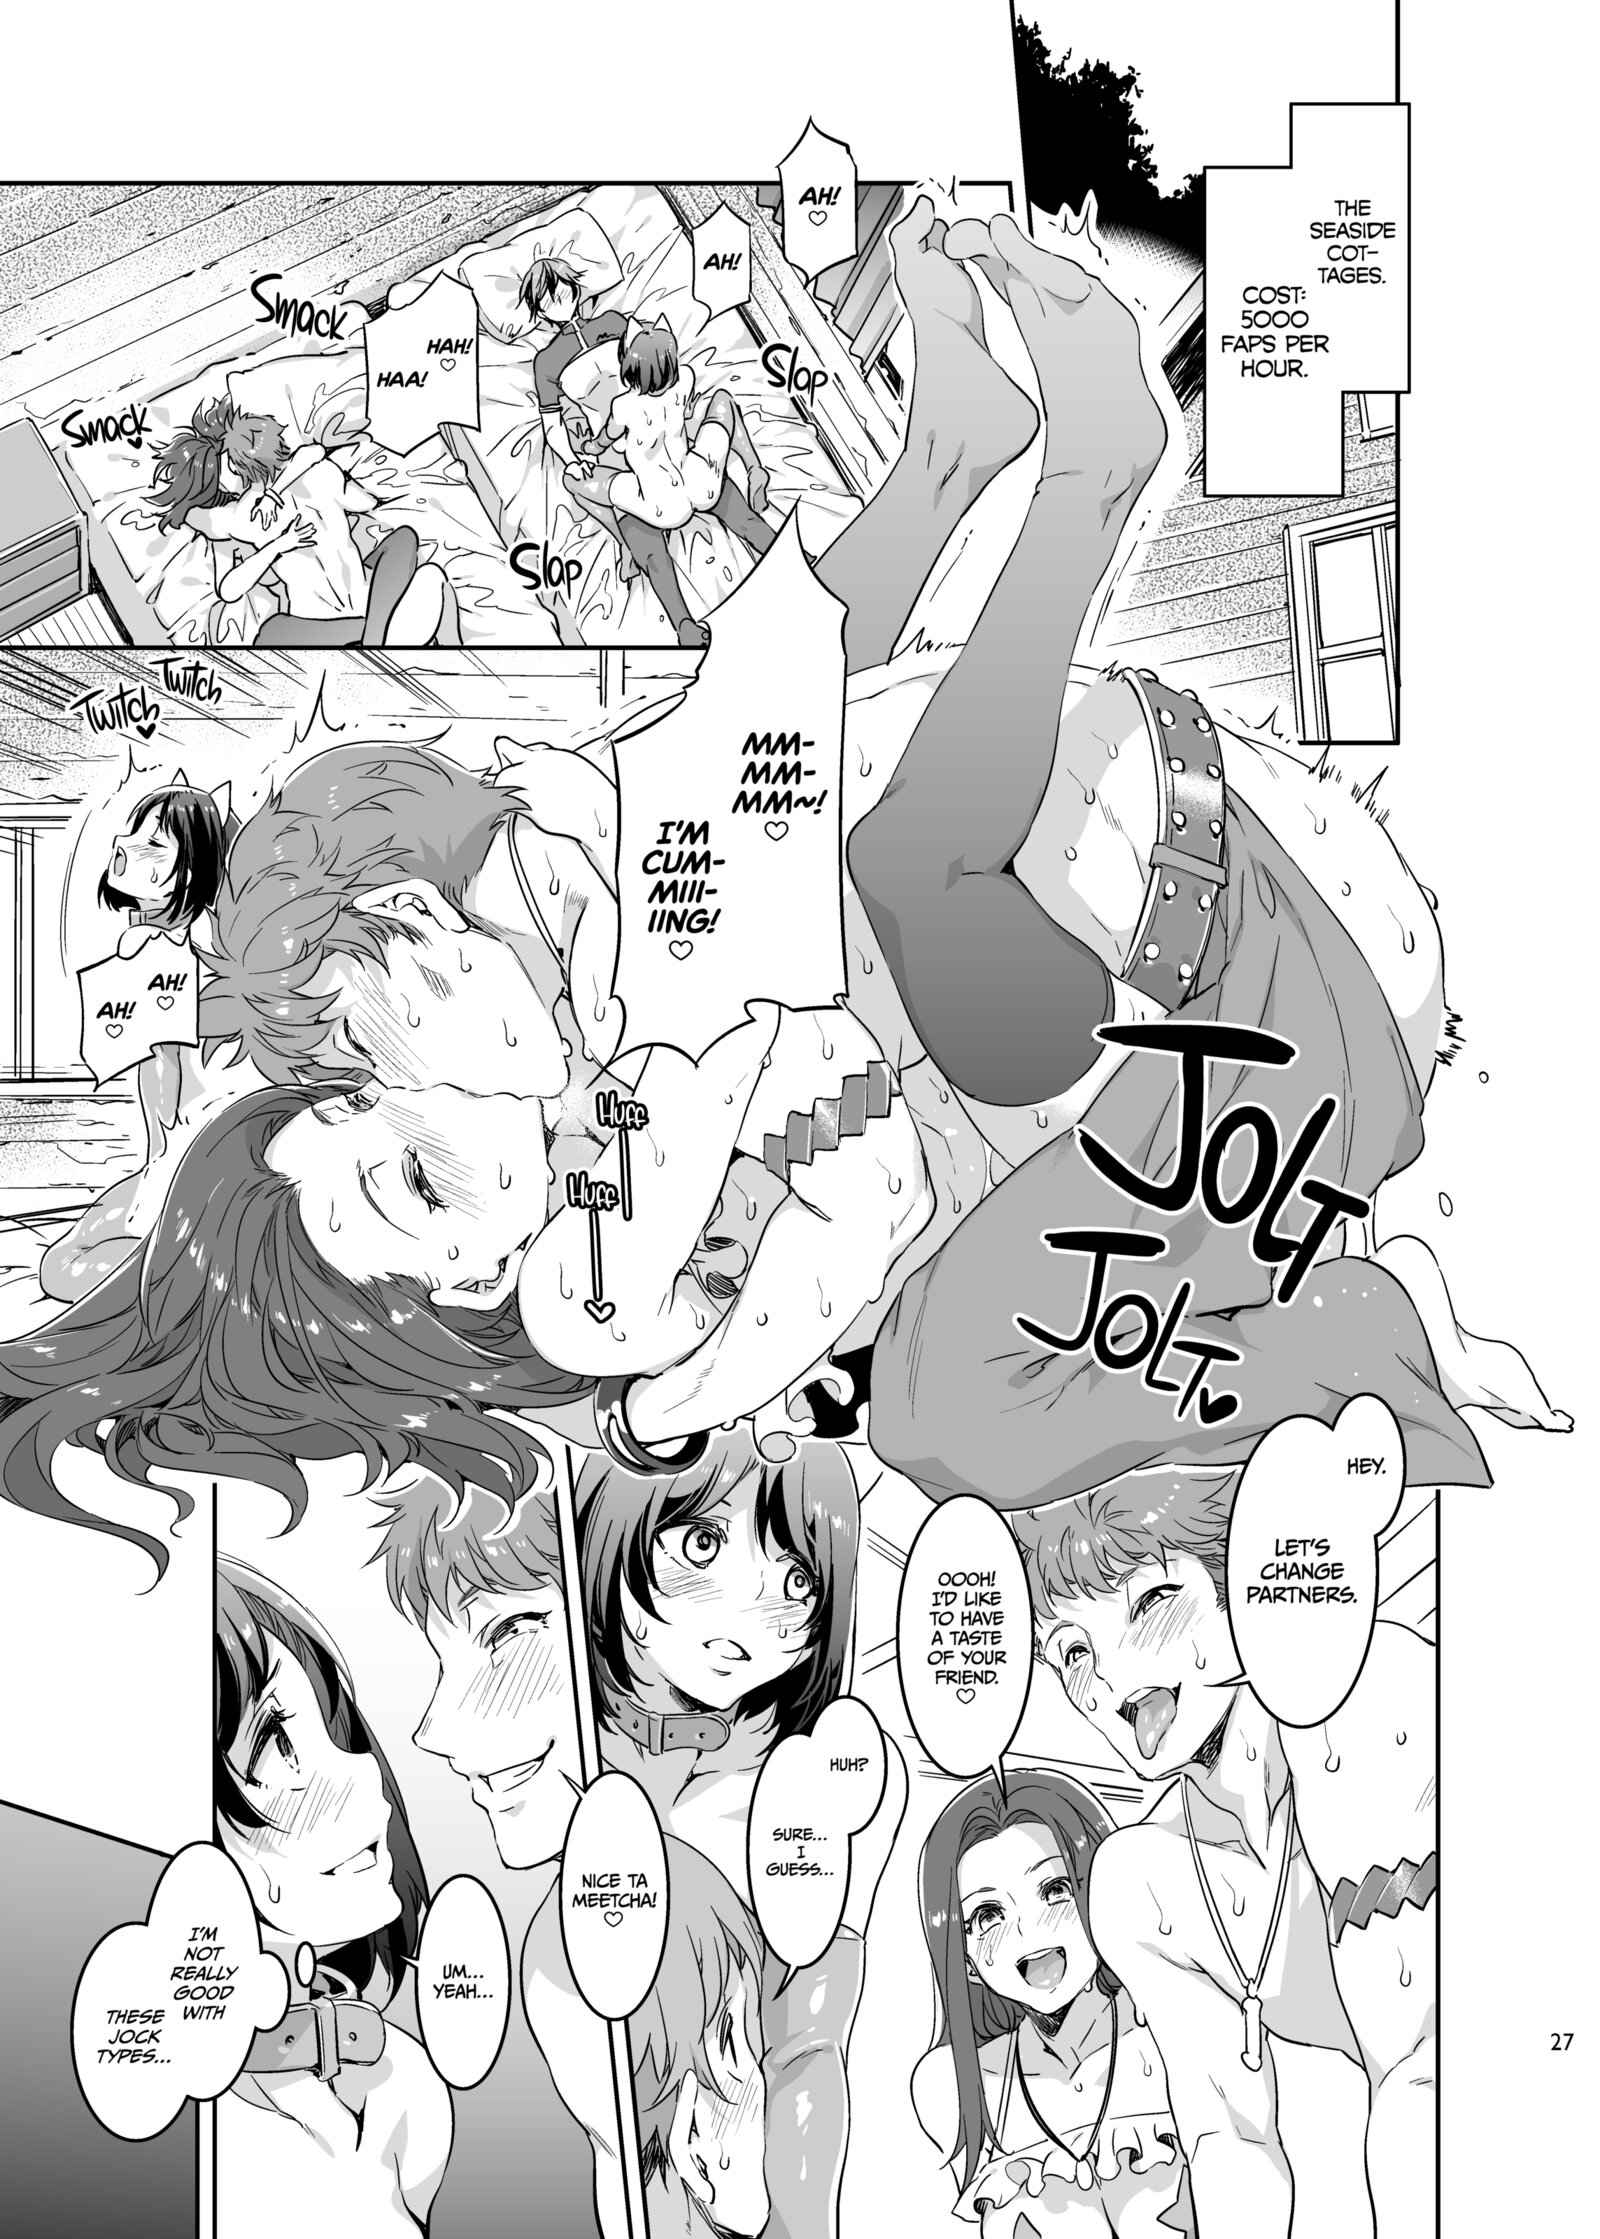 THE
SEASIDE
COT-
TAGES.
COST:
5000
FAPS PER
HOUR.
AH!
♡
AH!
SMACK
HAH!
♡
HAA!
SLAP
SMACK
SLAP
TWITCH
TWITCH
MM-
MM-
MM~!
♡
I'M
CUM-
MIII-
IING!
♡
AH!
♡
AH!
♡
HUFF
HUFF
JOLT
JOLT
HEY.
LET'S
CHANGE
PARTNERS.
OOOH!
I'D LIKE
TO HAVE
A TASTE
OF YOUR
FRIEND.
♡
HUH?
SURE...
I
GUESS...
NICE TA
MEETCHA!
♡
UM...
YEAH...
I'M
NOT
REALLY
GOOD
WITH
THESE
JOCK
TYPES...
27